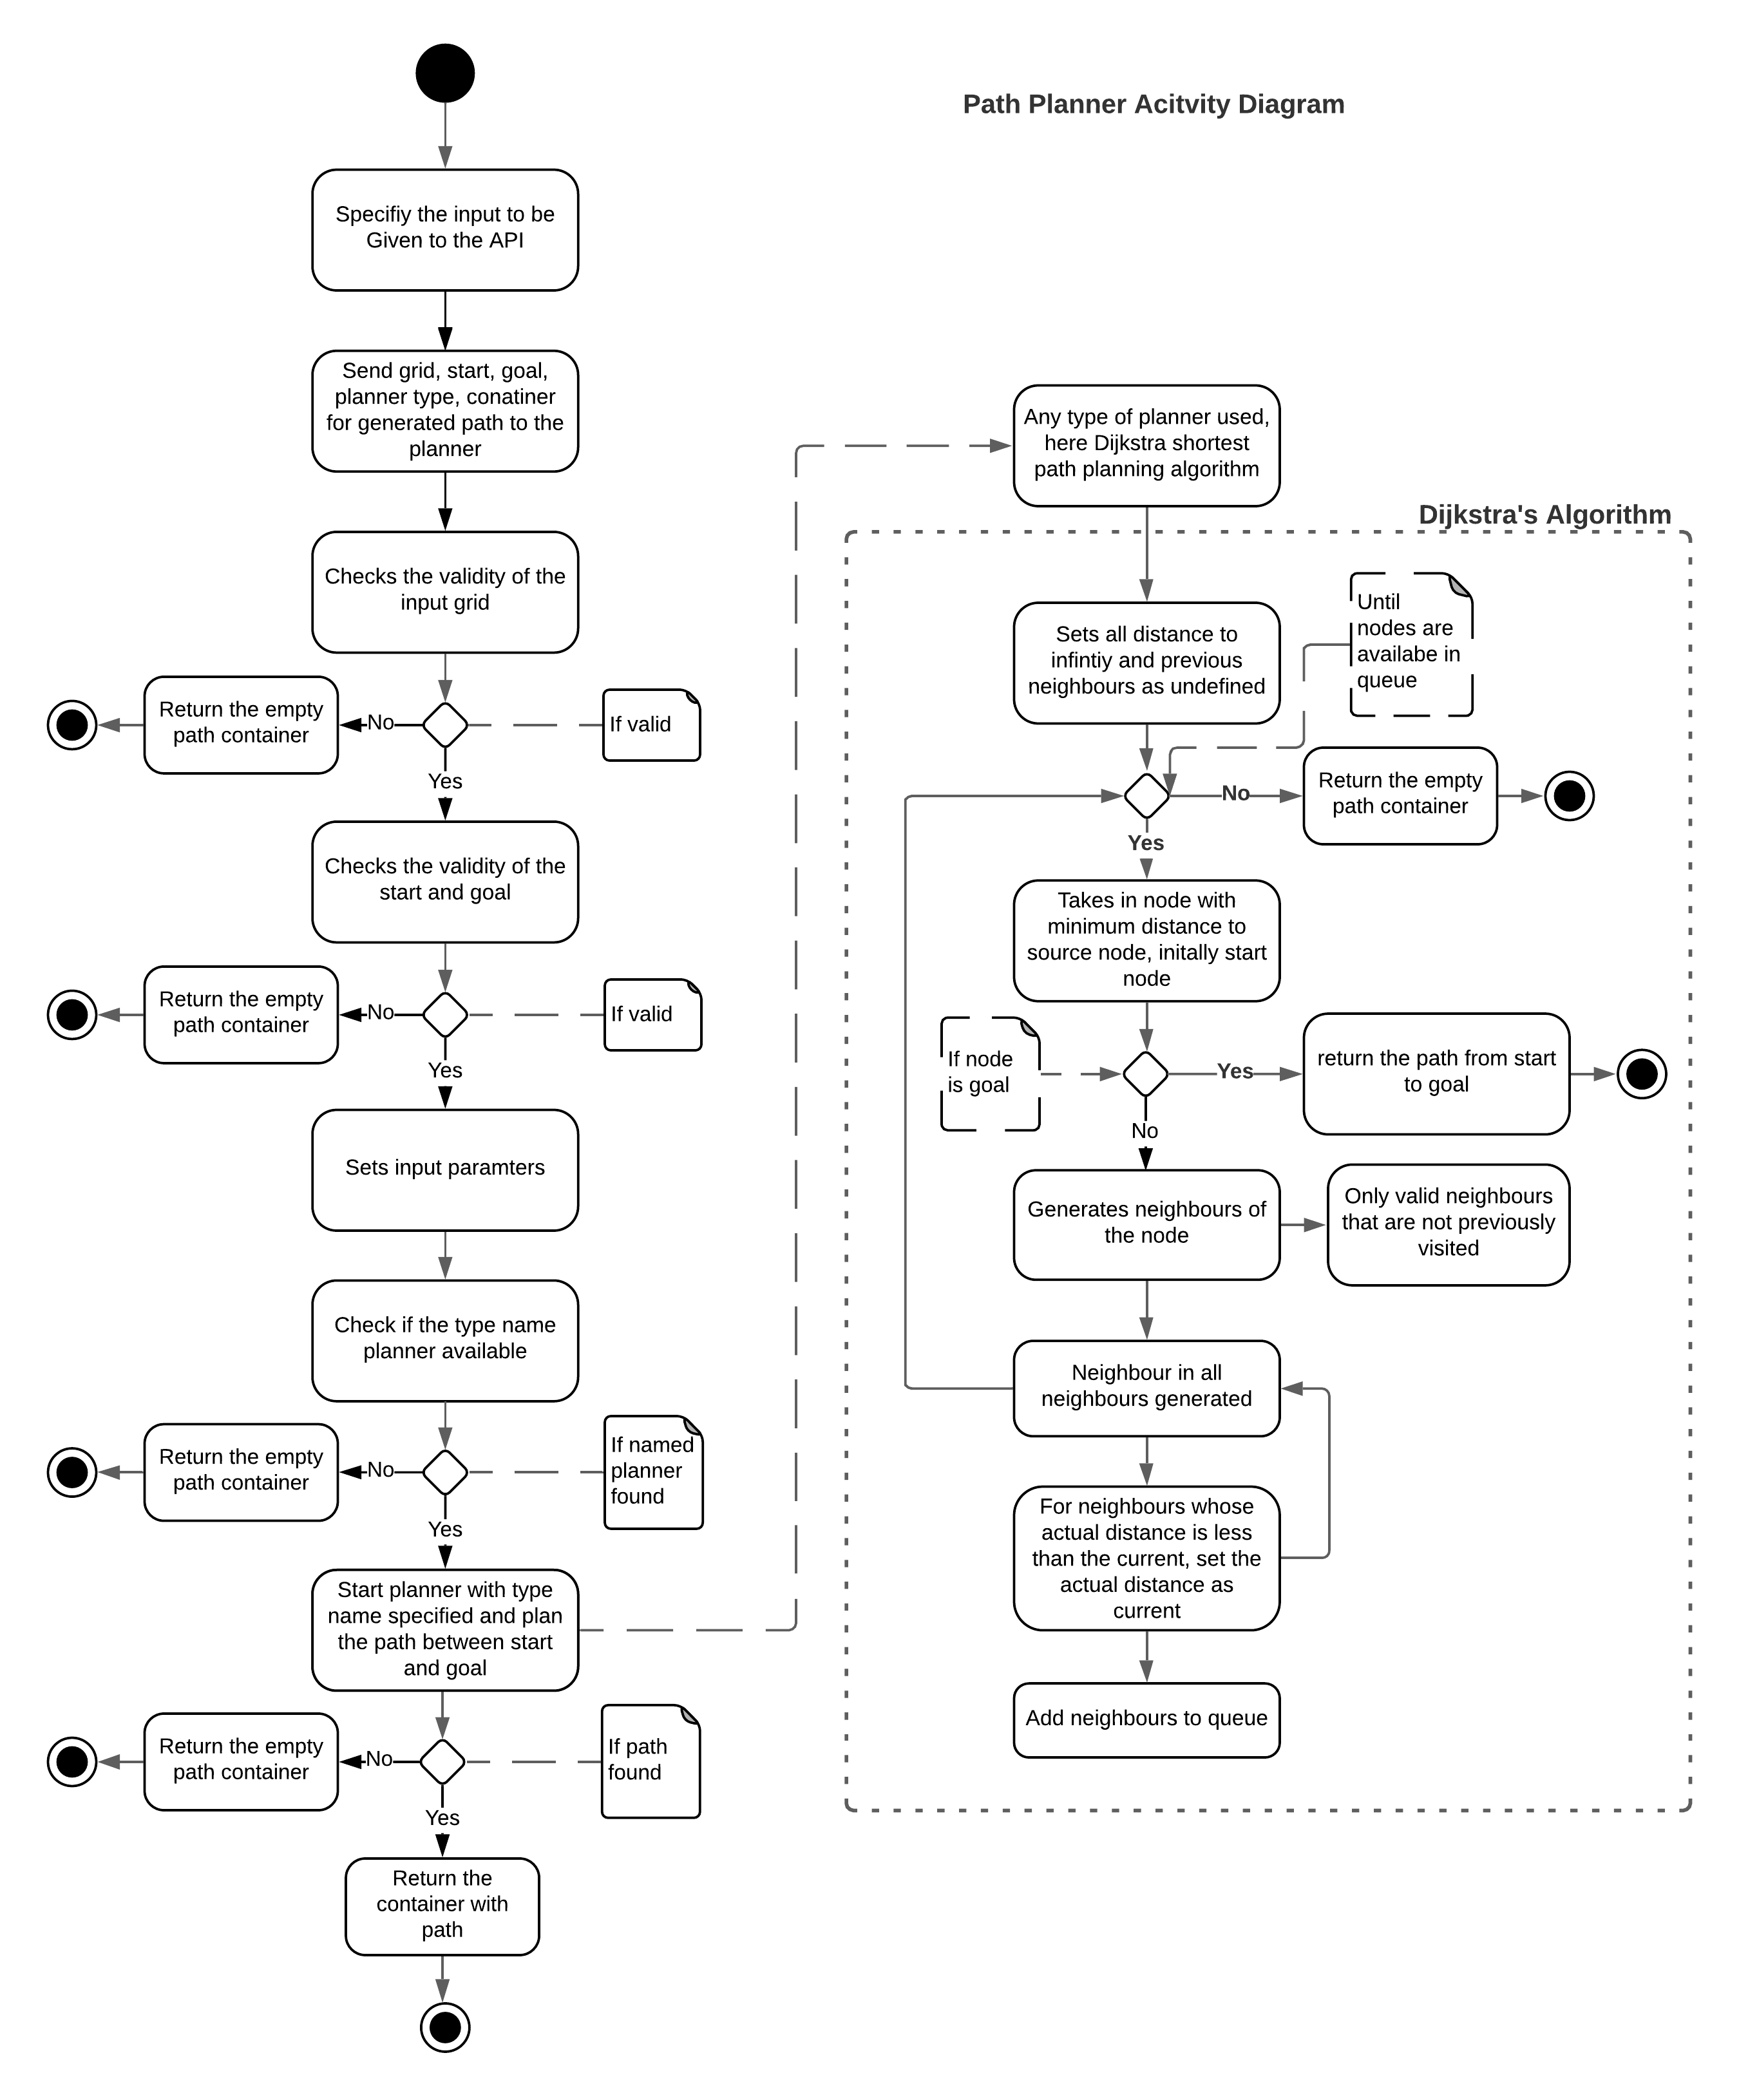 Path Planner Acitvity Diagram
Specifiy the input to be
Given to the API
Send grid, start, goal,
planner type, conatiner
for generated path to the
planner
Checks the validity of the
input grid
Return the empty
path container
No
If valid
Yes
Checks the validity of the
start and goal
Return the empty
path container
No
If valid
Yes
Sets input paramters
Check if the type name
planner available
Return the empty
path container
No
If named
planner
found
Yes
Start planner with type
name specified and plan
the path between start
and goal
Return the empty
path container
No
If path
found
Yes
Return the
container with
path
Any type of planner used,
here Dijkstra shortest
path planning algorithm
Dijkstra's Algorithm
Until
nodes are
availabe in
queue
Sets all distance to
infintiy and previous
neighbours as undefined
No
Return the empty
path container
Yes
Takes in node with
minimum distance to
source node, initally start
node
If node
is goal
Yes
return the path from start
to goal
No
Generates neighbours of
the node
Only valid neighbours
that are not previously
visited
Neighbour in all
neighbours generated
For neighbours whose
actual distance is less
than the current, set the
actual distance as
current
Add neighbours to queue